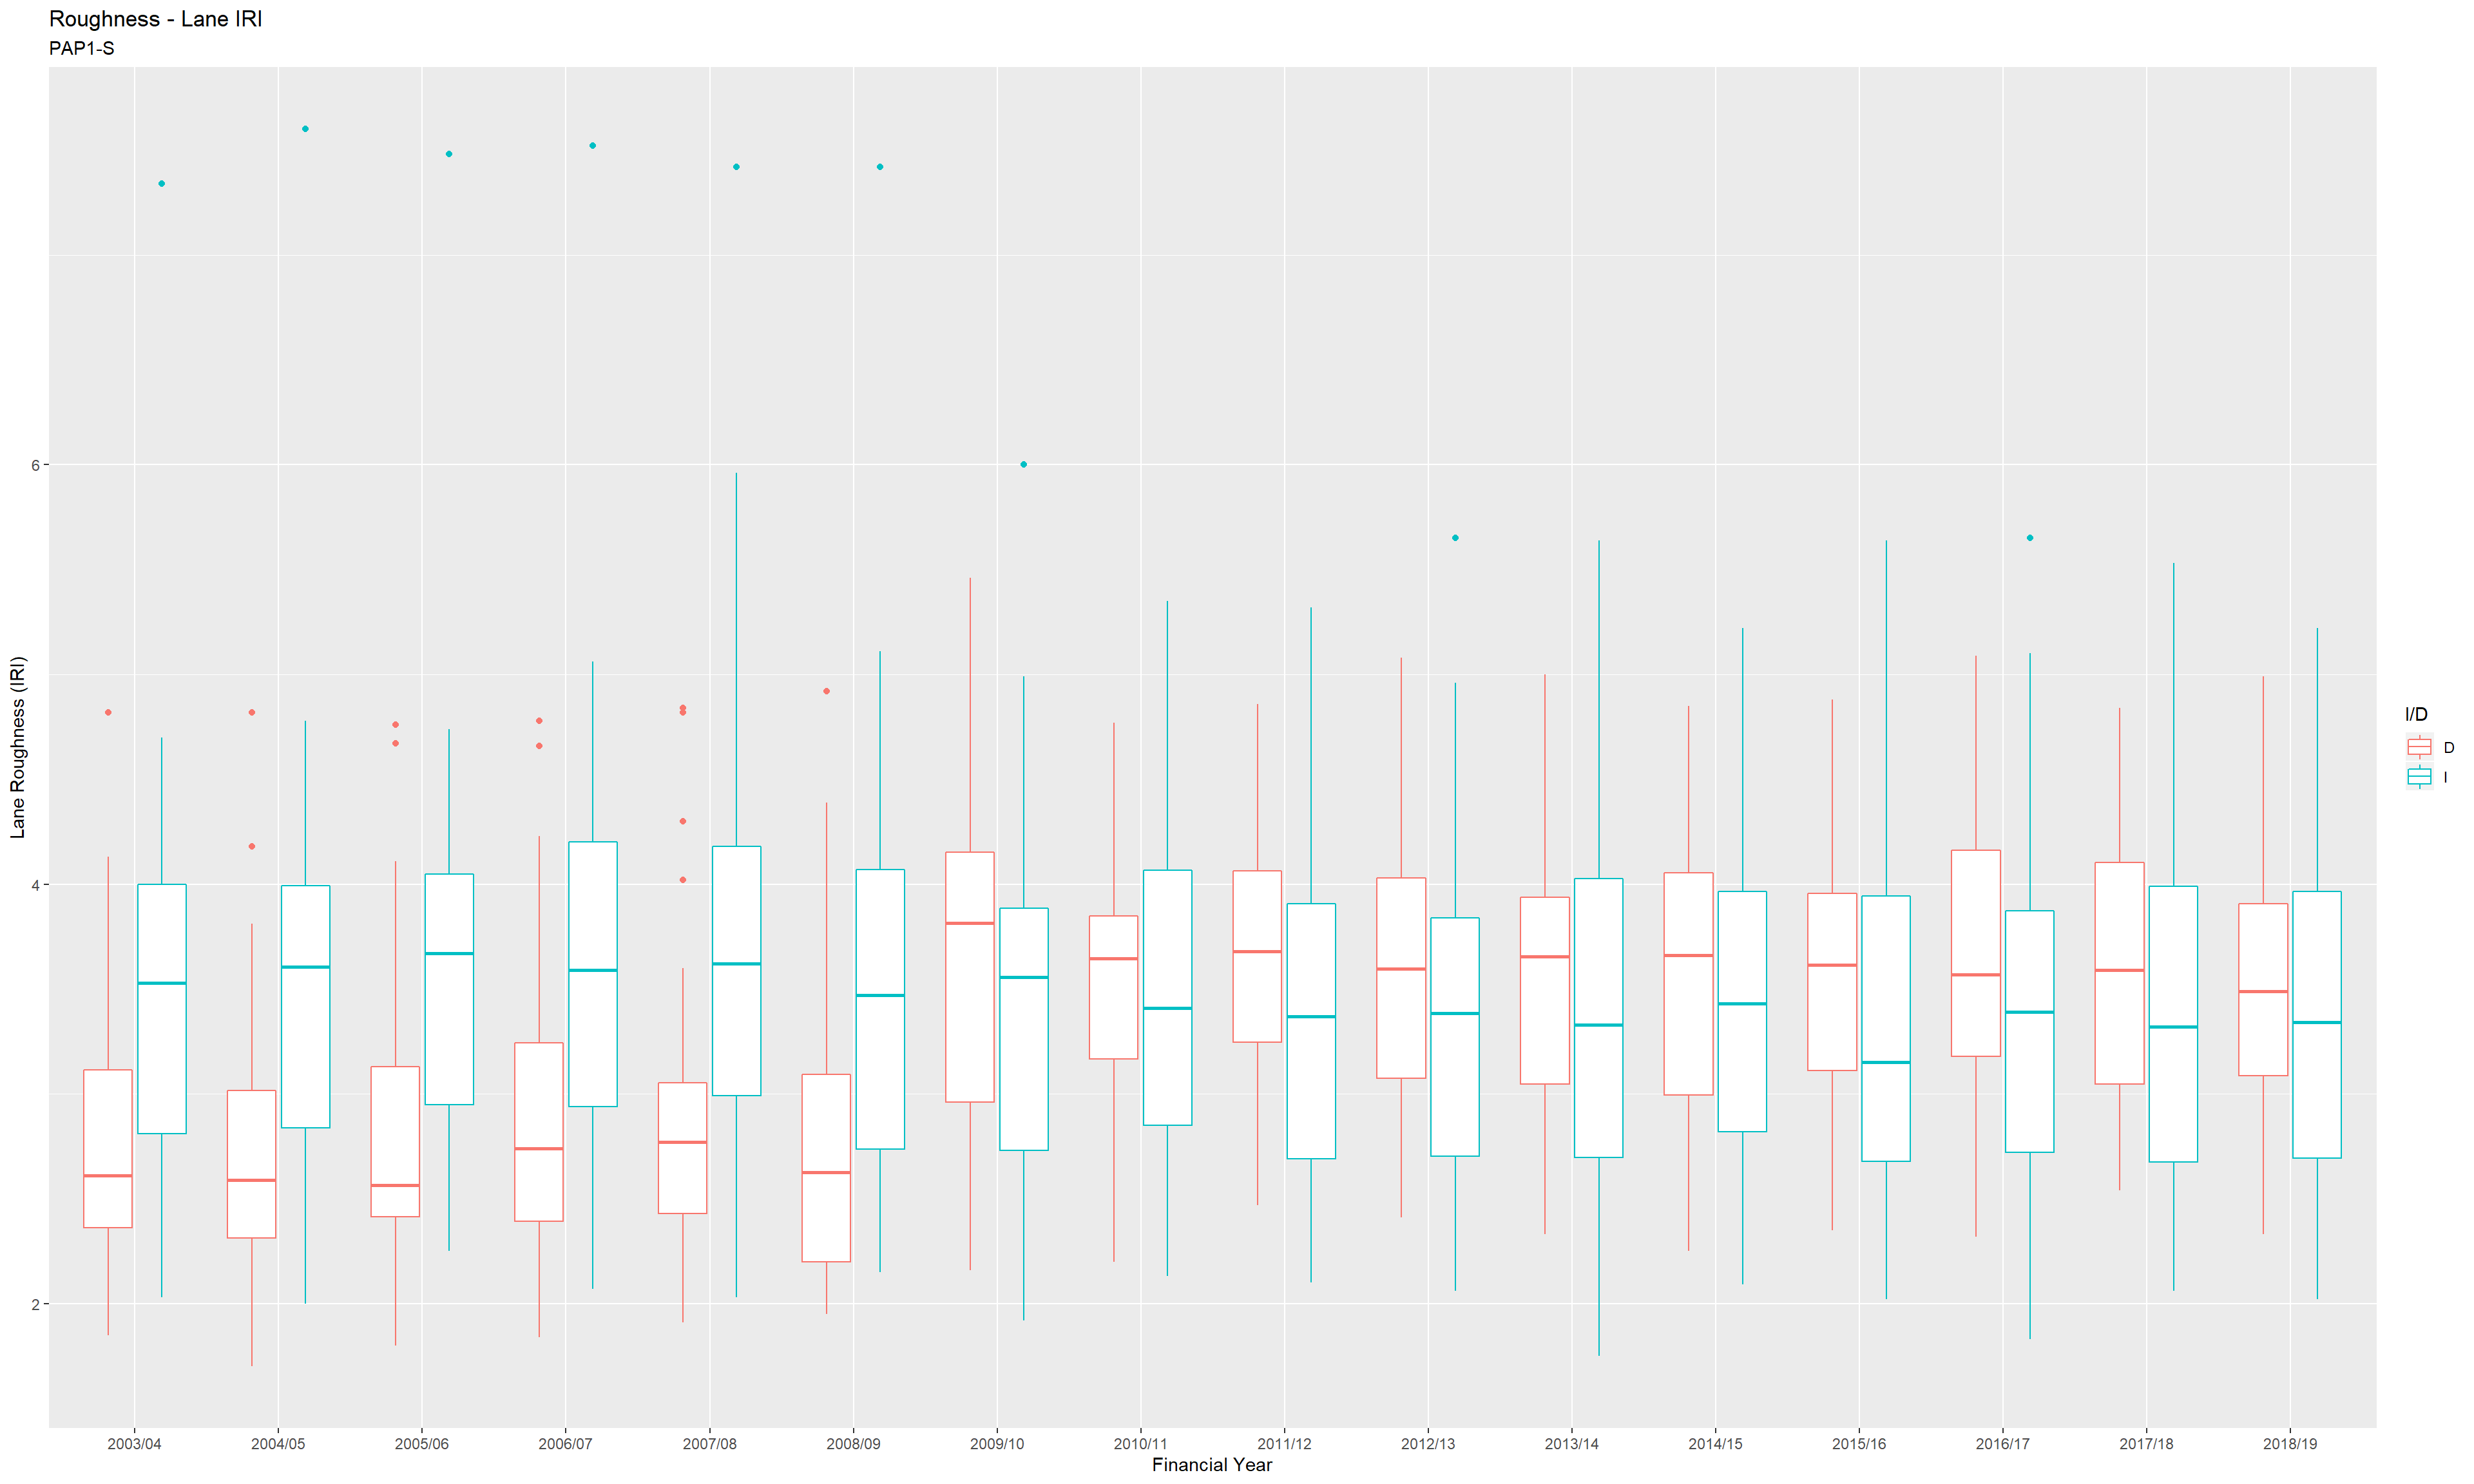 Roughness - Lane IRI
PAP1-S
Lane Roughness (IRI)
6
4
2
2003/04
2004/05
2005/06
2006/07
2007/08
2008/09
2009/10
2010/11
2011/12
2012/13
2013/14
2014/15
2015/16
2016/17
2017/18
2018/19
Financial Year
I/D
D
I